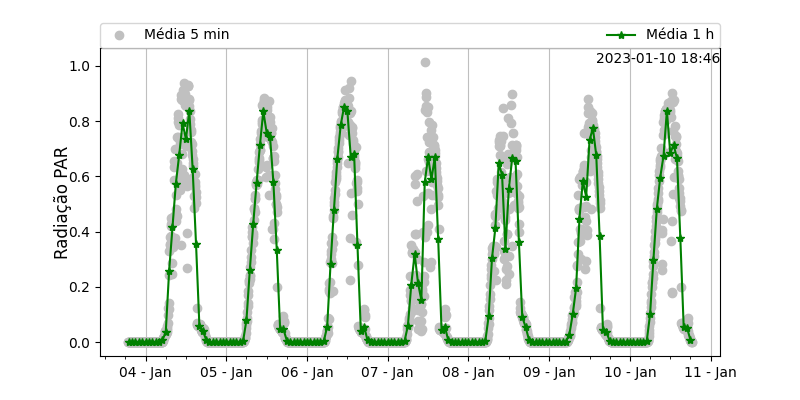 Média 5 min
Média 1 h
2023-01-10 18:46
Radiação PAR
1.0
0.8
0.6
0.4
0.2
0.0
04 - Jan
05 - Jan
06 - Jan
07 - Jan
08 - Jan
09 - Jan
10 - Jan
11 - Jan